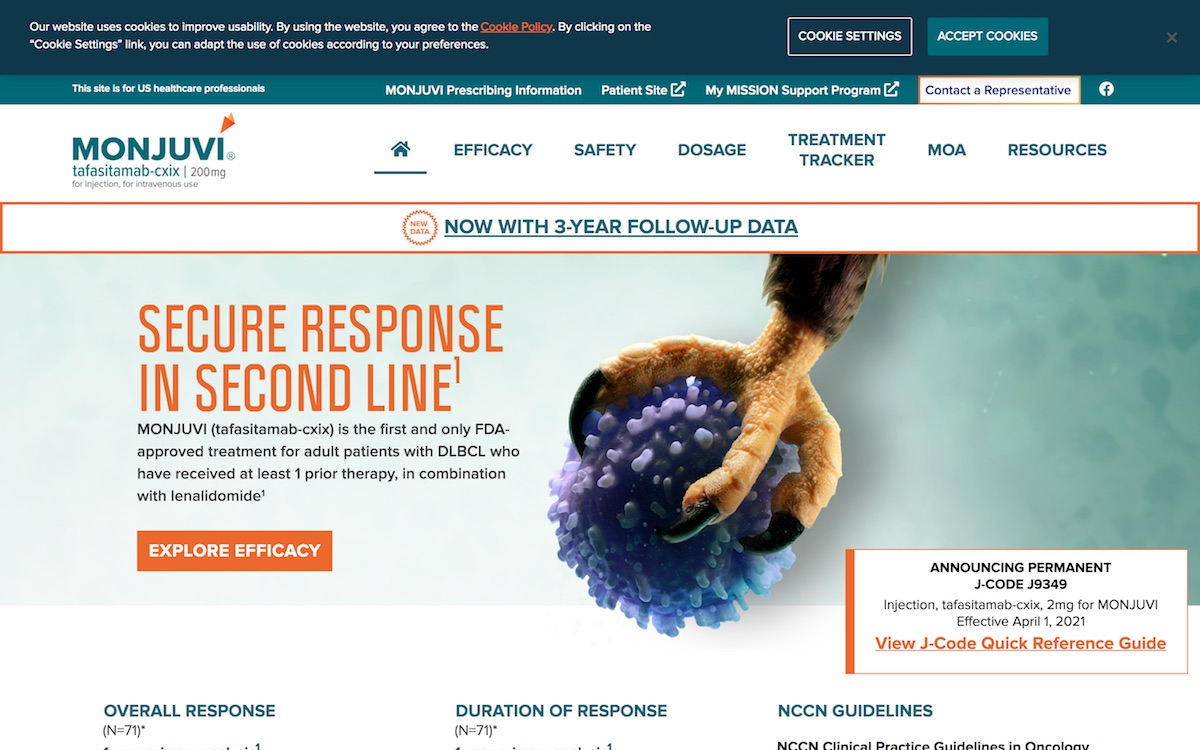 Our website uses cookies to improve usability. By using the website, you agree to the Cookie Policy. By clicking on the
“Cookie Settings” link, you can adapt the use of cookies according to your preferences.
COOKIE SETTINGS
ACCEPT COOKIES
This site is for US healthcare professionals
MONJUVI Prescribing Information
Patient Site
My MISSION Support Program
Contact a Representative
MONJUVI®
tafasitamab-cxix | 200mg
for injection, for intravenous use
EFFICACY
SAFETY
DOSAGE
TREATMENT
TRACKER
MOA
RESOURCES
NEW
DATA
NOW WITH 3-YEAR FOLLOW-UP DATA
SECURE RESPONSE
IN SECOND LINE1
MONJUVI (tafasitamab-cxix) is the first and only FDA-
approved treatment for adult patients with DLBCL who
have received at least 1 prior therapy, in combination
with lenalidomide1
EXPLORE EFFICACY
ANNOUNCING PERMANENT
J-CODE J9349
Injection, tafasitamab-cxix, 2mg for MONJUVI
Effective April 1, 2021
View J-Code Quick Reference Guide
OVERALL RESPONSE
(N=71)*
DURATION OF RESPONSE
(N=71)*
NCCN GUIDELINES
NCCN Clinical Practice Guidelines in Oncology